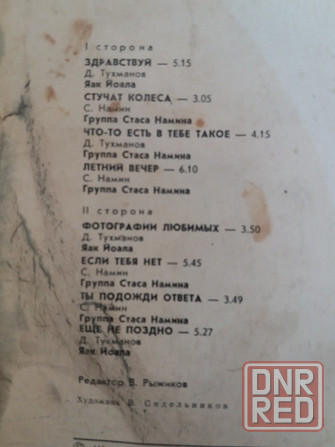 I сторона
ЗДРАВСТВУЙ — 5.15
Д. Тухманов
Яак Йоала
СТУЧАТ КОЛЕСА — 3.05
С. Намин
Группа Стаса Намина
ЧТО-ТО ЕСТЬ В ТЕБЕ ТАКОЕ — 4.15
Д. Тухманов
Группа Стаса Намина
ЛЕТНИЙ ВЕЧЕР — 6.10
С. Намин
Группа Стаса Намина
II сторона
ФОТОГРАФИИ ЛЮБИМЫХ — 3.50
Д. Тухманов
Яак Йоала
ЕСЛИ ТЕБЯ НЕТ — 5.45
С. Намин
Группа Стаса Намина
ТЫ ПОДОЖДИ ОТВЕТА — 3.49
С. Намин
Группа Стаса Намина
ЕЩЕ НЕ ПОЗДНО — 5.27
Д. Тухманов
Яак Йоала
Редактор В. Рыжиков
Художник В. Сидельников
DNR
RED